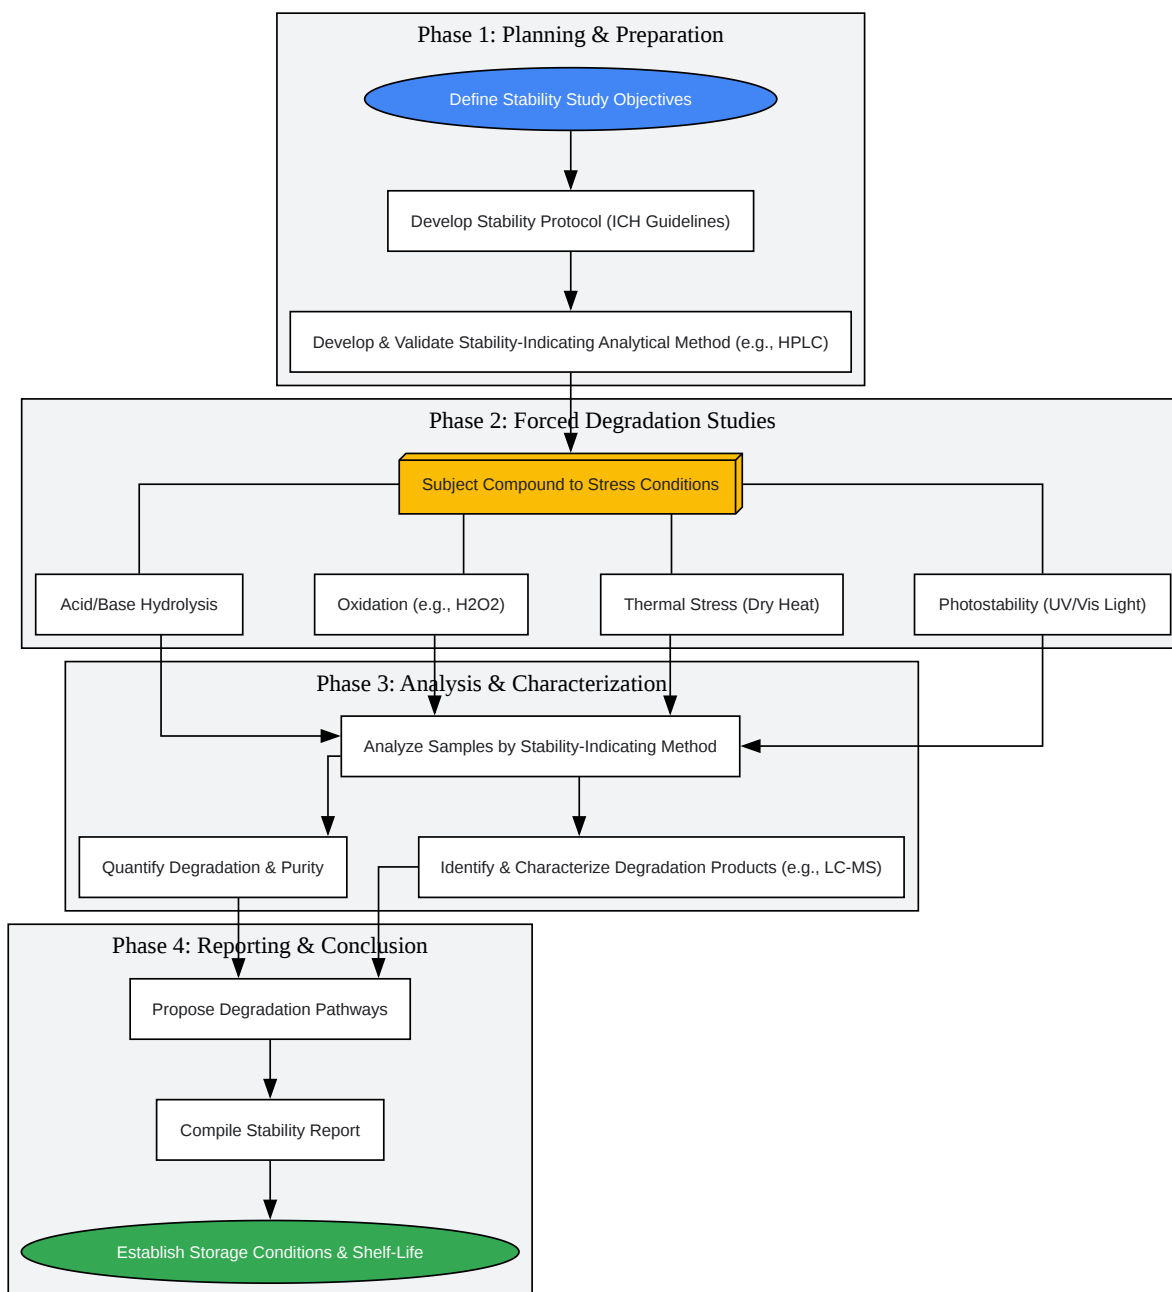 Phase 1: Planning & Preparation
Define Stability Study Objectives
Develop Stability Protocol (ICH Guidelines)
Develop & Validate Stability-Indicating Analytical Method (e.g., HPLC)
Phase 2: Forced Degradation Studies
Subject Compound to Stress Conditions
Acid/Base Hydrolysis
Oxidation (e.g., H2O2)
Thermal Stress (Dry Heat)
Photostability (UV/Vis Light)
Phase 3: Analysis & Characterization
Analyze Samples by Stability-Indicating Method
Quantify Degradation & Purity
Identify & Characterize Degradation Products (e.g., LC-MS)
Phase 4: Reporting & Conclusion
Propose Degradation Pathways
Compile Stability Report
Establish Storage Conditions & Shelf-Life